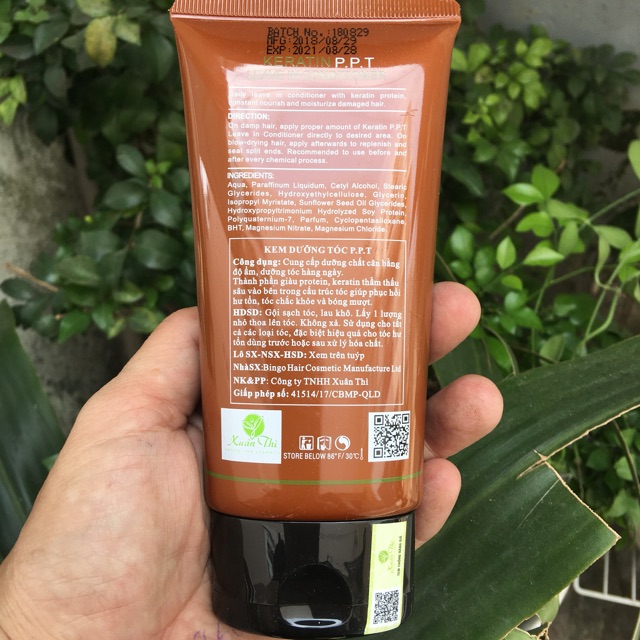 BATCH No. :180829
MFG: 2018/08/29
EXP: 2021/08/28
KERATIN P.P.T
leave in conditioner with keratin protein,
constant nourish and moisturize damaged hair.
DIRECTION:
On damp hair, apply proper amount of Keratin P.P.T
Leave In Conditioner directly to desired area. On
blow-drying hair, apply afterwards to replenish and
seal split ends. Recommended to use before and
after every chemical process.
INGREDIENTS:
Aqua, Paraffinum Liquidum, Cetyl Alcohol, Stearic
Glycerides, Hydroxyethylcellulose, Glycerin,
Isopropyl Myristate, Sunflower Seed Oil Glycerides,
Hydroxypropyltrimonium Hydrolyzed Soy Protein,
Polyquaternium-7, Parfum, Cyclopentasiloxane,
BHT, Magnesium Nitrate, Magnesium Chloride.
KEM DƯỠNG TÓC P.P.T
Công dụng: Cung cấp dưỡng chất cân bằng
độ ẩm, dưỡng tóc hàng ngày.
Thành phần giàu protein, keratin thẩm thấu
sâu vào bên trong cấu trúc tóc giúp phục hồi
hư tổn, tóc chắc khỏe và bóng mượt.
HDSD: Gội sạch tóc, lau khô. Lấy 1 lượng
nhỏ thoa lên tóc. Không xả. Sử dụng cho tất
cả các loại tóc, đặc biệt hiệu quả cho tóc hư
tổn dùng trước hoặc sau xử lý hóa chất.
Lô SX-NSX-HSD: Xem trên tuýp
NhàSX:Bingo Hair Cosmetic Manufacture Ltd
NK&PP: Công ty TNHH Xuân Thi
Giấp phép số: 41514/17/CBMP-QLD
Xuân Thi
STORE BELOW 86°F/30°C
Xuân Thi